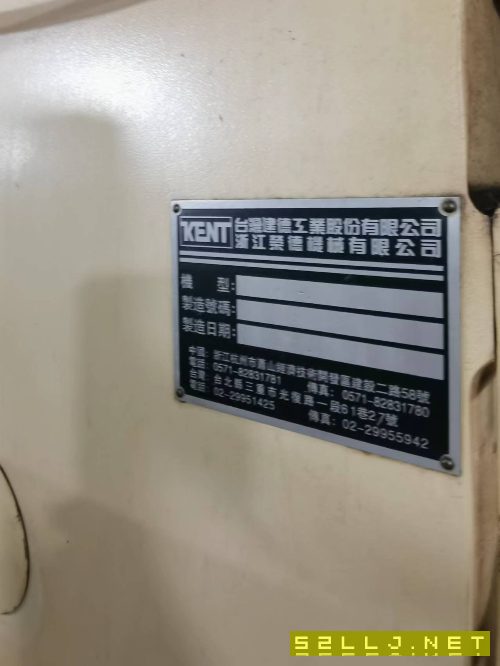 KENT 台灣建德工業股份有限公司
浙江榮德機械有限公司
機 型:
製造號碼:
製造日期:
中國: 浙江杭州市蕭山經濟技術開發區建設二路58號
電話: 0571-82831781 傳真: 0571-82831780
台灣: 台北縣三重市光復路一段61巷27號
電話: 02-29951425 傳真: 02-29955942
52LLJ.NET